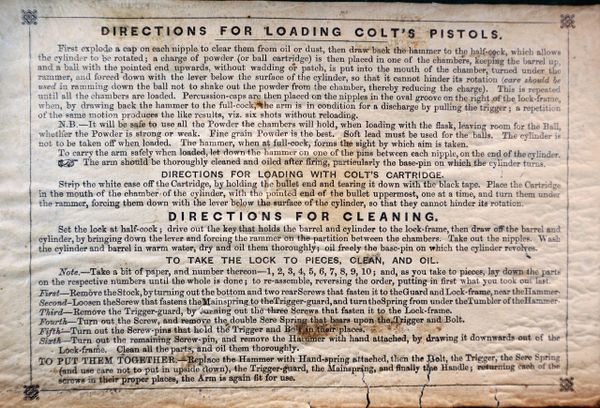 DIRECTIONS FOR LOADING COLT'S PISTOLS.
First explode a cap on each nipple to clear them from oil or dust, then draw back the hammer to the half-cock, which allows
the cylinder to be rotated; a charge of powder (or ball cartridge) is then placed in one of the chambers, keeping the barrel up,
and a ball with the pointed end upwards, without wadding or patch, is put into the mouth of the chamber, turned under the
rammer, and forced down with the lever below the surface of the cylinder, so that it cannot hinder its rotation (care should be
used in ramming down the ball not to shake out the powder from the chamber, thereby reducing the charge). This is repeated
until all the chambers are loaded. Percussion-caps are then placed on the nipples in the oval groove on the right of the lock-frame,
when, by drawing back the hammer to the full-cock, the arm is in condition for a discharge by pulling the trigger; a repetition
of the same motion produces the like results, viz. six shots without reloading.
N.B.—It will be safe to use all the Powder the chambers will hold, when loading with the flask, leaving room for the Ball,
whether the Powder is strong or weak. Fine grain Powder is the best. Soft lead must be used for the balls. The cylinder is
not to be taken off when loaded. The hammer, when at full-cock, forms the sight by which aim is taken.
To carry the arm safely when loaded, let down the hammer on one of the pins between each nipple, on the end of the cylinder.
☞ The arm should be thoroughly cleaned and oiled after firing, particularly the base-pin on which the cylinder turns.
DIRECTIONS FOR LOADING WITH COLT'S CARTRIDGE.
Strip the white case off the Cartridge, by holding the bullet end and tearing it down with the black tape. Place the Cartridge
in the mouth of the chamber of the cylinder, with the pointed end of the bullet uppermost, one at a time, and turn them under
the rammer, forcing them down with the lever below the surface of the cylinder, so that they cannot hinder its rotation.
DIRECTIONS FOR CLEANING.
Set the lock at half-cock; drive out the key that holds the barrel and cylinder to the lock-frame, then draw off the barrel and
cylinder, by bringing down the lever and forcing the rammer on the partition between the chambers. Take out the nipples. Wash
the cylinder and barrel in warm water, dry and oil them thoroughly; oil freely the base-pin on which the cylinder revolves.
TO TAKE THE LOCK TO PIECES, CLEAN, AND OIL.
Note.—Take a bit of paper, and number thereon—1, 2, 3, 4, 5, 6, 7, 8, 9, 10; and, as you take to pieces, lay down the parts
on the respective numbers until the whole is done; to re-assemble, reversing the order, putting in first what you took out last.
First—Remove the Stock, by turning out the bottom and two rear Screws that fasten it to the Guard and Lock-frame, near the Hammer.
Second—Loosen the Screw that fastens the Mainspring to the Trigger-guard, and turn the Spring from under the Tumbler of the Hammer.
Third—Remove the Trigger-guard, by turning out the three Screws that fasten it to the Lock-frame.
Fourth—Turn out the Screw, and remove the double Sere Spring that bears upon the Trigger and Bolt.
Fifth—Turn out the Screw-pins that hold the Trigger and Bolt in their places.
Sixth—Turn out the remaining Screw-pin, and remove the Hammer with hand attached, by drawing it downwards out of the
Lock-frame. Clean all the parts, and oil them thoroughly.
TO PUT THEM TOGETHER.—Replace the Hammer with Hand-spring attached, then the Bolt, the Trigger, the Sere Spring
(and use care not to put in upside down), the Trigger-guard, the Mainspring, and finally the Handle; returning each of the
screws in their proper places, the Arm is again fit for use.